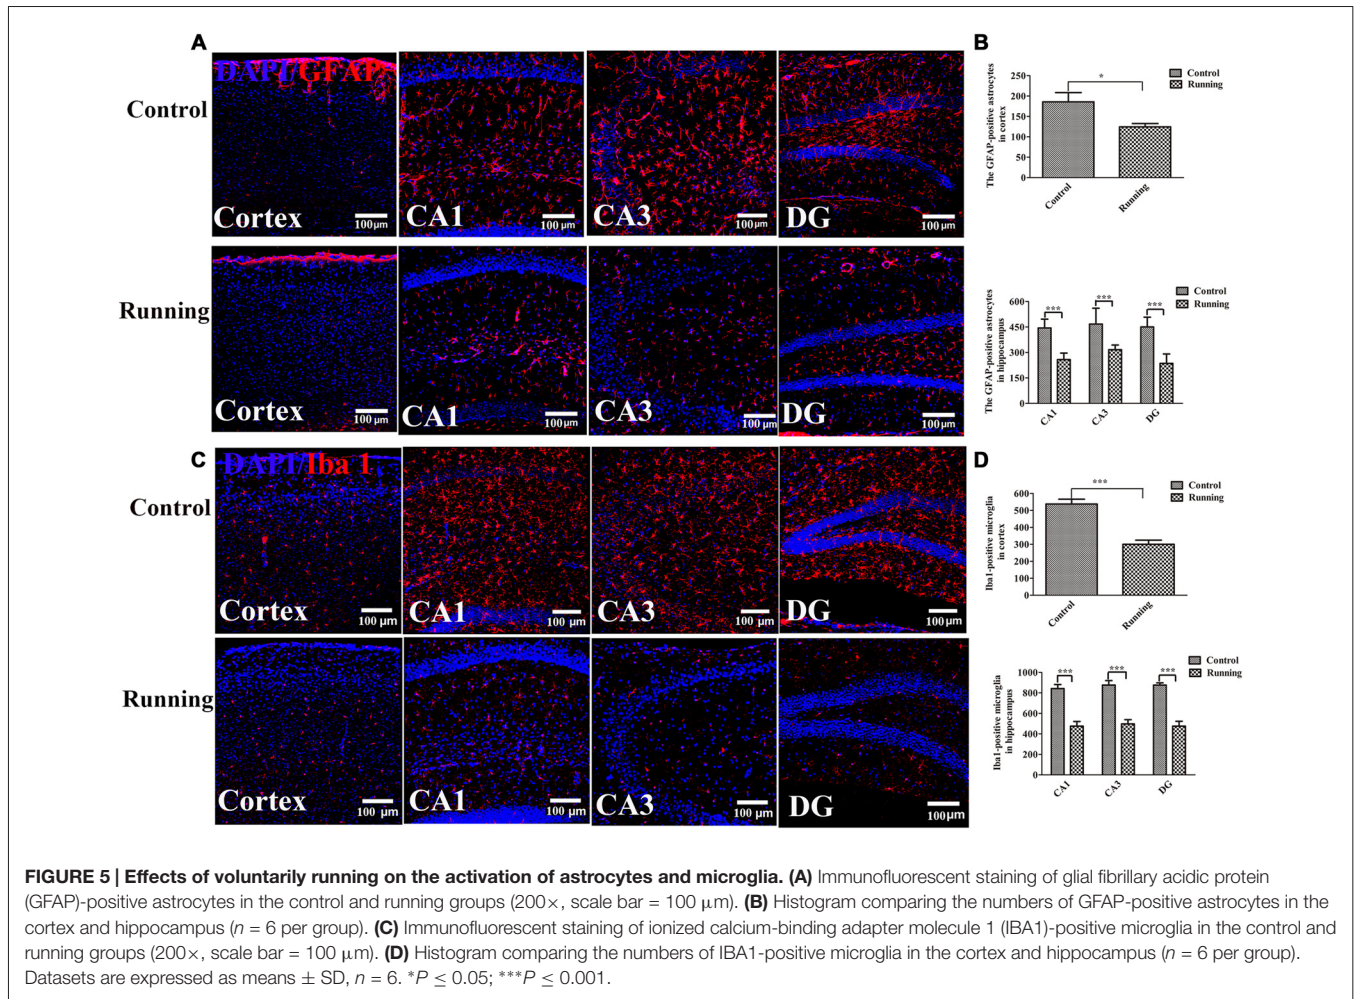 A
DAPI/GFAP
Control
Cortex
100 µm
CA1
100 µm
CA3
100 µm
DG
100 µm
Running
Cortex
100 µm
CA1
100 µm
CA3
100 µm
DG
100 µm
B
Control
Running
*
The GFAP-positive astrocytes
in cortex
250
200
150
100
50
0
Control
Running
Control
Running
The GFAP-positive astrocytes
in hippocampus
600
450
300
150
0
***
***
***
CA1
CA3
DG
C
DAPI/Iba 1
Control
Cortex
100 µm
CA1
100 µm
CA3
100 µm
DG
100 µm
Running
Cortex
100 µm
CA1
100 µm
CA3
100 µm
DG
100 µm
D
Control
Running
***
Iba1-positive microglia
in cortex
600
500
400
300
200
100
0
Control
Running
Control
Running
Iba1-positive microglia
in hippocampus
1000
800
600
400
200
0
***
***
***
CA1
CA3
DG
FIGURE 5 | Effects of voluntarily running on the activation of astrocytes and microglia. (A) Immunofluorescent staining of glial fibrillary acidic protein
(GFAP)-positive astrocytes in the control and running groups (200×, scale bar = 100 µm). (B) Histogram comparing the numbers of GFAP-positive astrocytes in the
cortex and hippocampus (n = 6 per group). (C) Immunofluorescent staining of ionized calcium-binding adapter molecule 1 (IBA1)-positive microglia in the control and
running groups (200×, scale bar = 100 µm). (D) Histogram comparing the numbers of IBA1-positive microglia in the cortex and hippocampus (n = 6 per group).
Datasets are expressed as means ± SD, n = 6. *P ≤ 0.05; ***P ≤ 0.001.